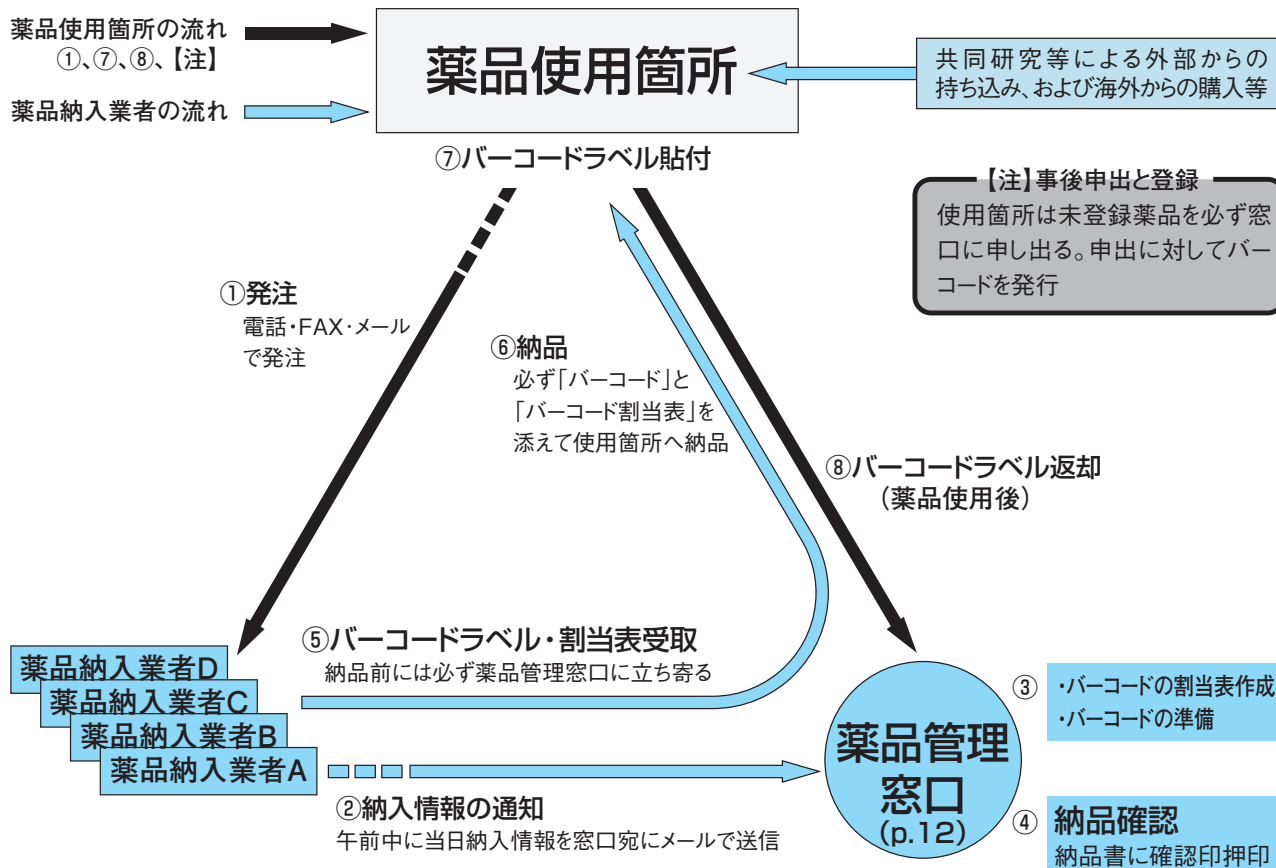 薬品使用箇所の流れ
①、⑦、⑧、【注】
薬品納入業者の流れ
薬品使用箇所
共同研究等による外部からの
持ち込み、および海外からの購入等
⑦バーコードラベル貼付
【注】事後申出と登録
使用箇所は未登録薬品を必ず窓
口に申し出る。申出に対してバー
コードを発行
①発注
電話・FAX・メール
で発注
⑥納品
必ず「バーコード」と
「バーコード割当表」を
添えて使用箇所へ納品
⑧バーコードラベル返却
（薬品使用後）
⑤バーコードラベル・割当表受取
納品前には必ず薬品管理窓口に立ち寄る
薬品納入業者D
薬品納入業者C
薬品納入業者B
薬品納入業者A
②納入情報の通知
午前中に当日納入情報を窓口宛にメールで送信
薬品管理
窓口
(p.12)
③ ・バーコードの割当表作成
・バーコードの準備
④ 納品確認
納品書に確認印押印